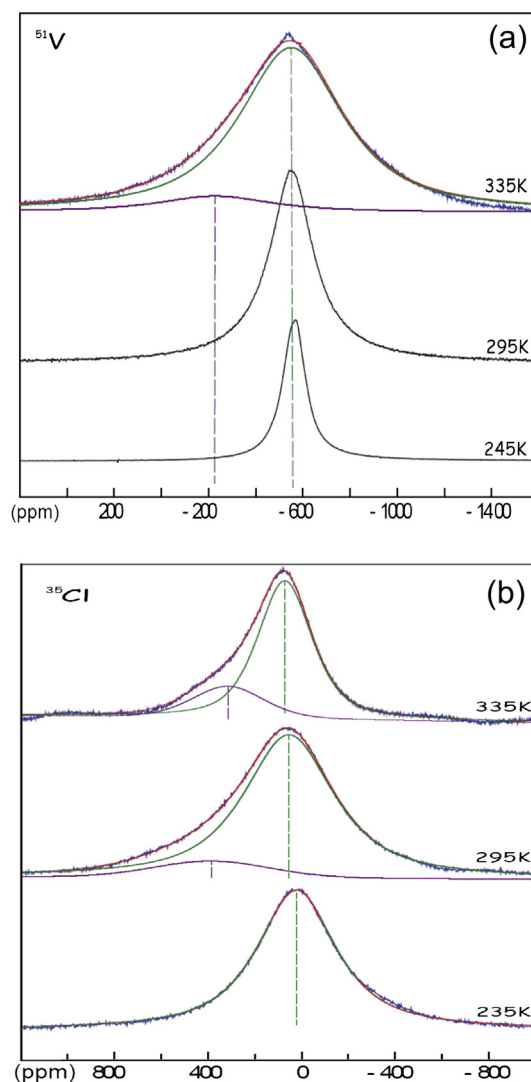 ⁵¹V
(a)
335K
295K
245K
(ppm) 200 - 200 - 600 - 1000 - 1400
³⁵Cl
(b)
335K
295K
235K
(ppm) 800 400 0 - 400 - 800